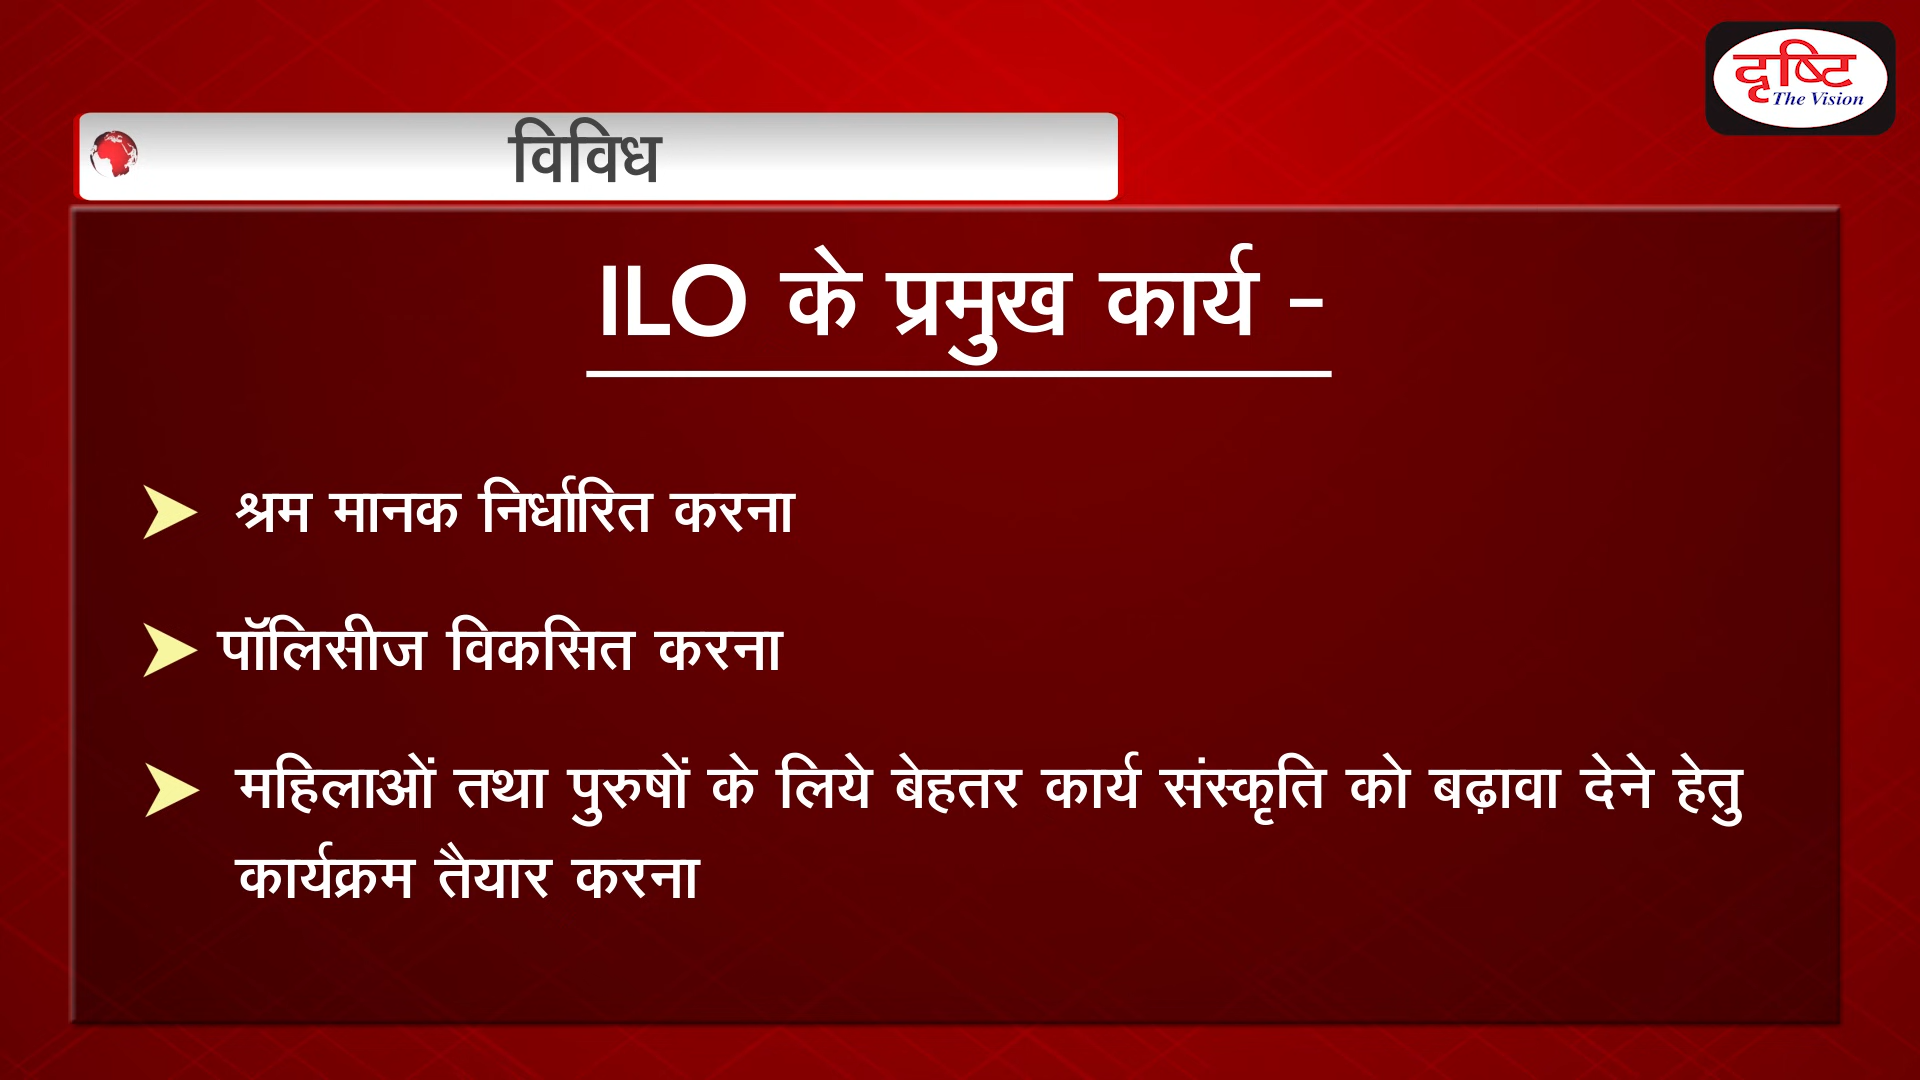 दृष्टि
The Vision
विविध
ILO के प्रमुख कार्य -
श्रम मानक निर्धारित करना
पॉलिसीज विकसित करना
महिलाओं तथा पुरुषों के लिये बेहतर कार्य संस्कृति को बढ़ावा देने हेतु
कार्यक्रम तैयार करना